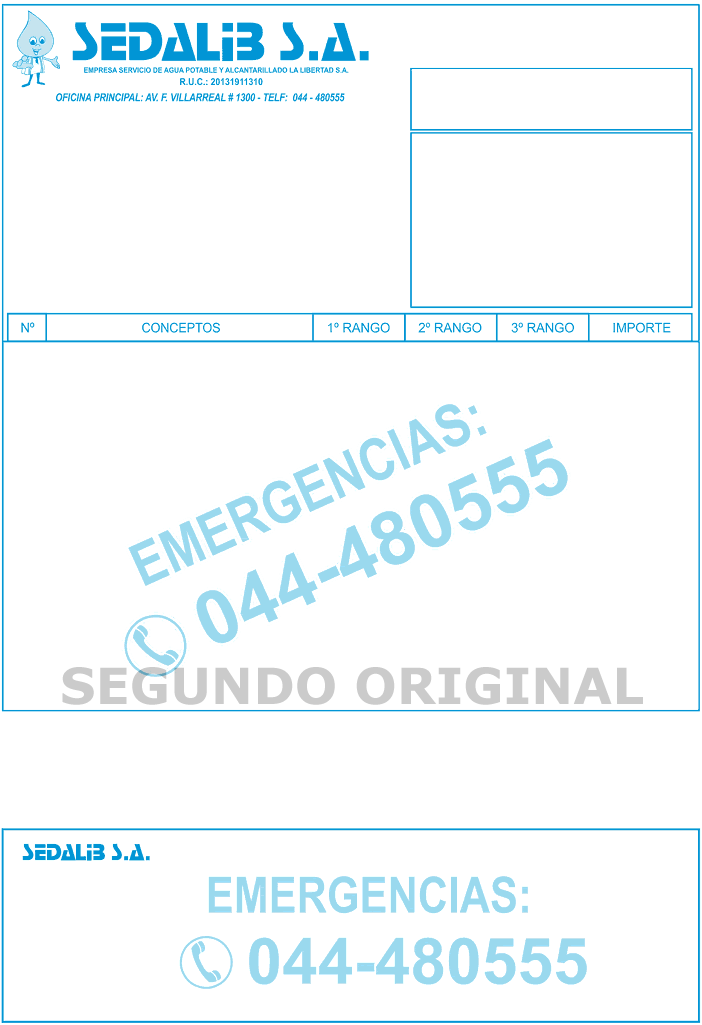 SEDALIB S.A.
EMPRESA SERVICIO DE AGUA POTABLE Y ALCANTARILLADO LA LIBERTAD S.A.
R.U.C.: 20131911310
OFICINA PRINCIPAL: AV. F. VILLARREAL # 1300 - TELF: 044 - 480555
Nº CONCEPTOS 1º RANGO 2º RANGO 3º RANGO IMPORTE
EMERGENCIAS:
044-480555
SEGUNDO ORIGINAL
SEDALIB S.A.
EMERGENCIAS:
044-480555